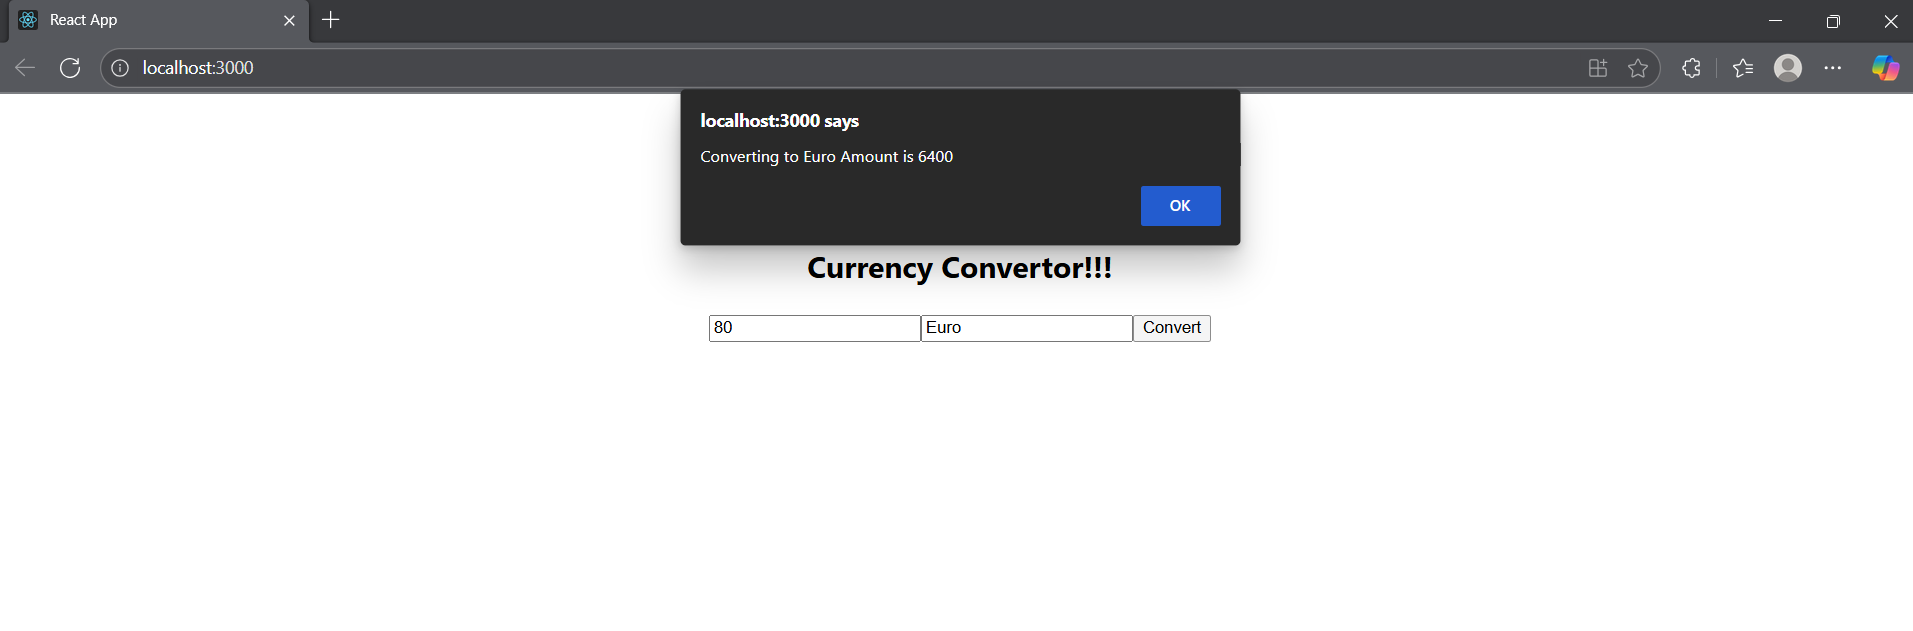 React App
localhost:3000
localhost:3000 says
Converting to Euro Amount is 6400
OK
Currency Convertor!!!
80 Euro Convert